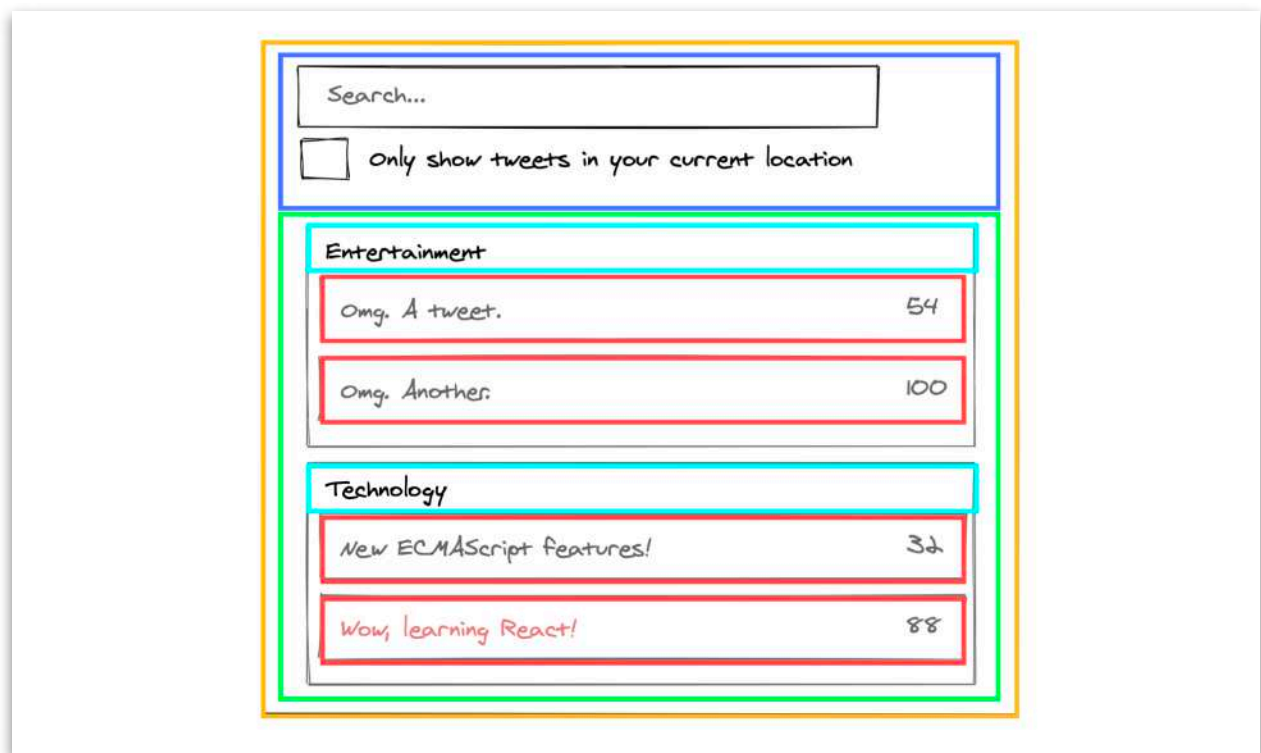 Search...
Only show tweets in your current location
Entertainment
Omg. A tweet. 54
Omg. Another. 100
Technology
New ECMAScript features! 32
Wow, learning React! 88